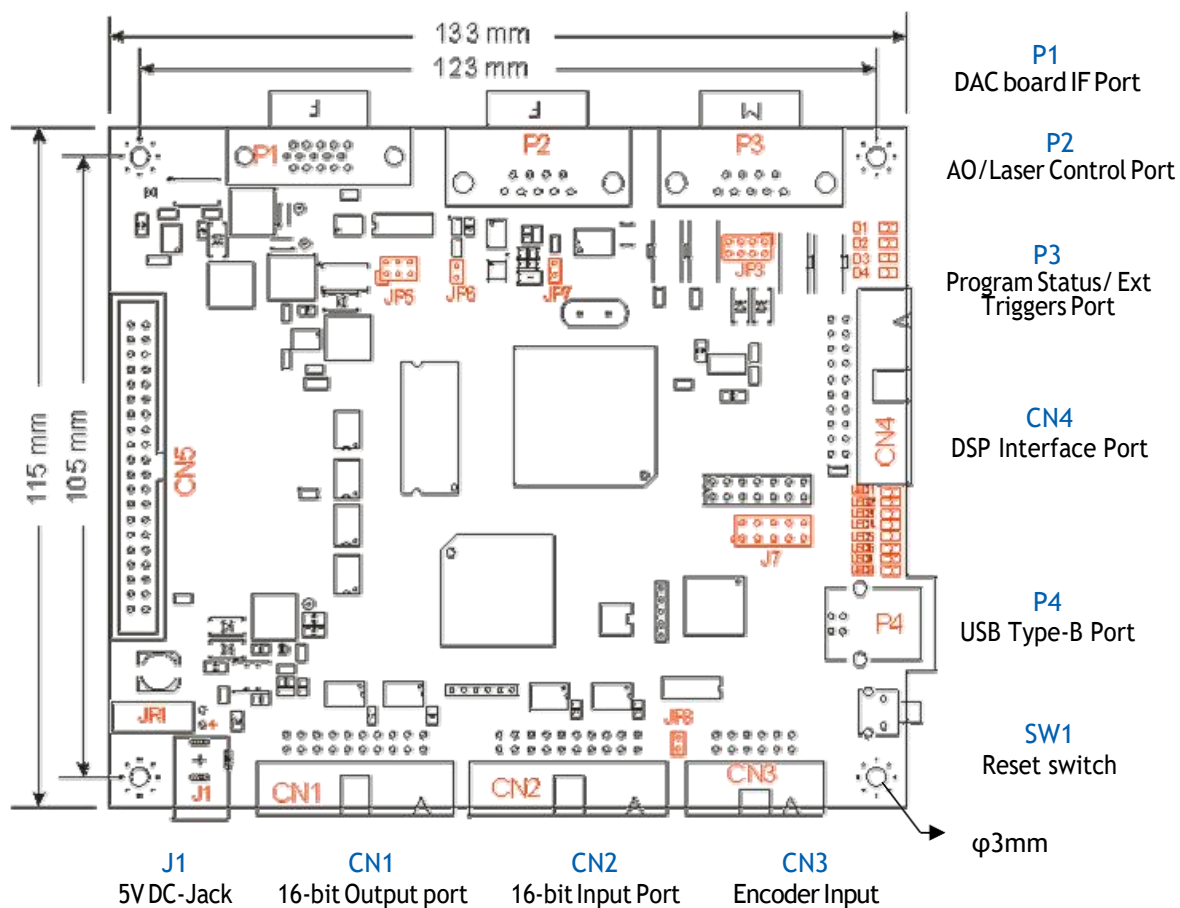 133 mm
123 mm
115 mm
105 mm
F
F
M
P1
P2
P3
D1
D2
D3
D4
JP5
JP6
JP7
JP3
CN5
CN4
J7
P4
JP1
+
+
J1
CN1
CN2
JP8
CN3
A
A
A
A
P1
DAC board IF Port
P2
AO/Laser Control Port
P3
Program Status/ Ext
Triggers Port
CN4
DSP Interface Port
P4
USB Type-B Port
SW1
Reset switch
φ3mm
J1
5V DC-Jack
CN1
16-bit Output port
CN2
16-bit Input Port
CN3
Encoder Input